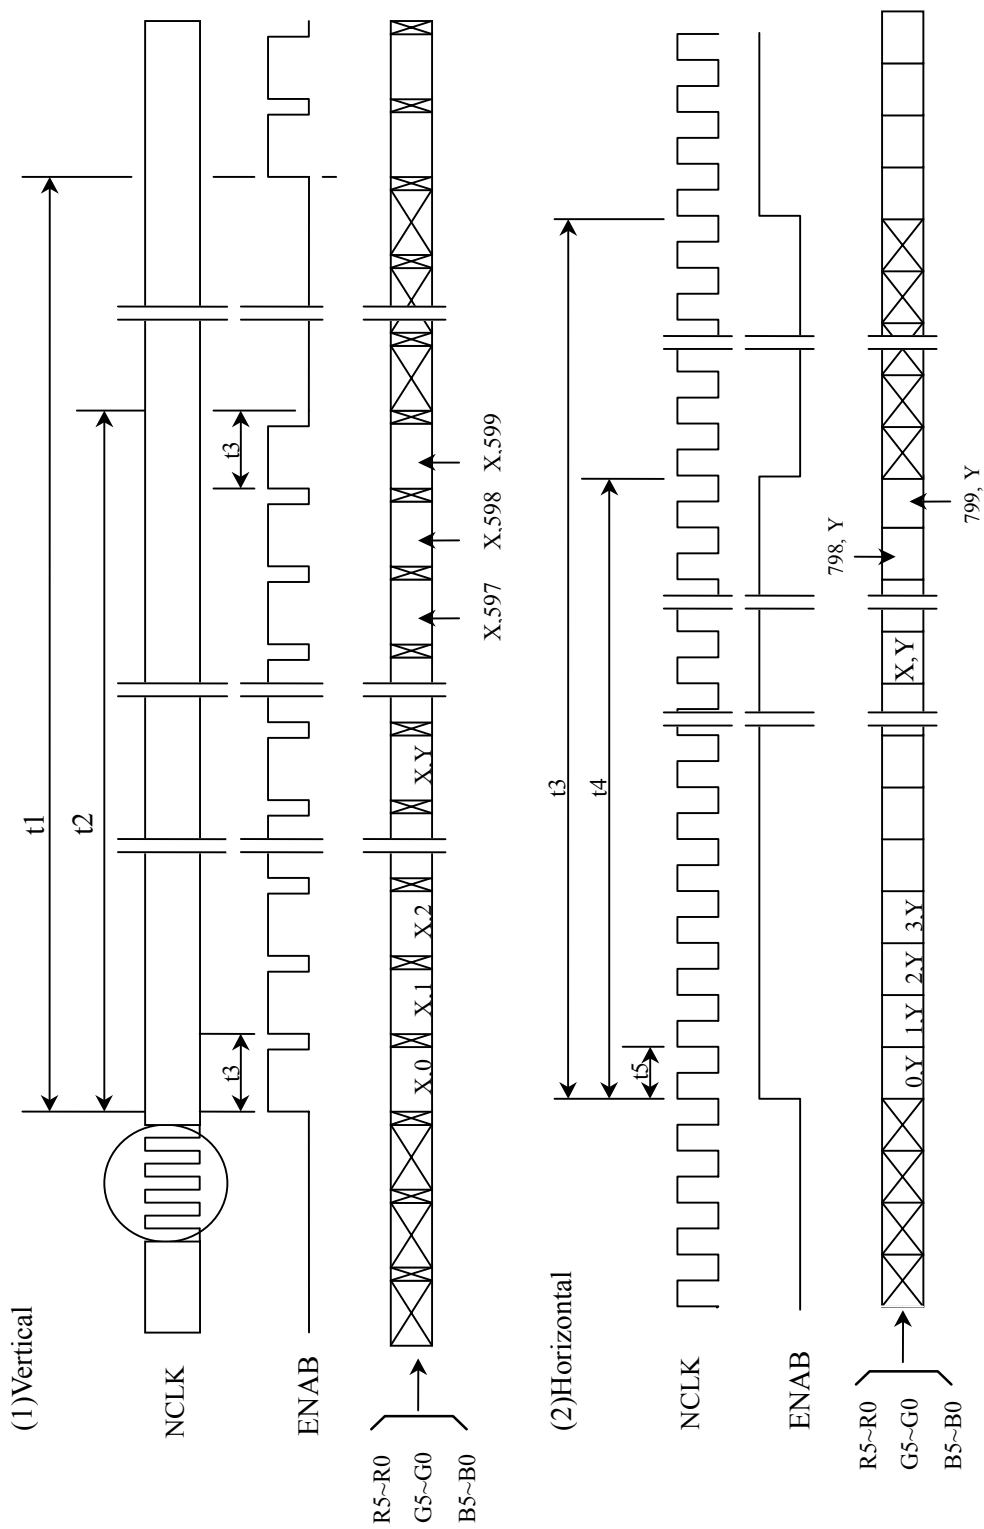 (1)Vertical
t1
t2
NCLK
t3
t3
ENAB
R5~R0
G5~G0
B5~B0
X.0
X.1
X.2
X.Y
X.597
X.598
X.599
(2)Horizontal
t3
t4
t5
NCLK
ENAB
R5~R0
G5~G0
B5~B0
0.Y
1.Y
2.Y
3.Y
X,Y
798, Y
799, Y